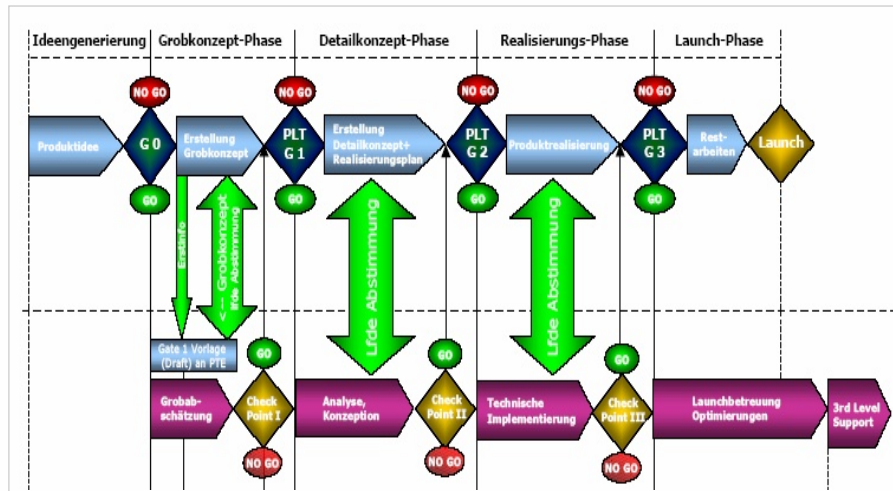 Ideengenerierung
Grobkonzept-Phase
Detailkonzept-Phase
Realisierungs-Phase
Launch-Phase
NO GO
NO GO
NO GO
NO GO
Produktidee
G 0
Erstellung
Grobkonzept
PLT
G 1
Erstellung
Detailkonzept+
Realisierungsplan
PLT
G 2
Produktrealisierung
PLT
G 3
Rest-
arbeiten
Launch
GO
GO
GO
GO
Erstinfo
<-- Grobkonzept
lfde Abstimmung
Lfde Abstimmung
Lfde Abstimmung
Gate 1 Vorlage
(Draft) an PTE
GO
GO
GO
Grobab-
schätzung
Check
Point I
Analyse,
Konzeption
Check
Point II
Technische
Implementierung
Check
Point III
Launchbetreuung
Optimierungen
3rd Level
Support
NO GO
NO GO
NO GO